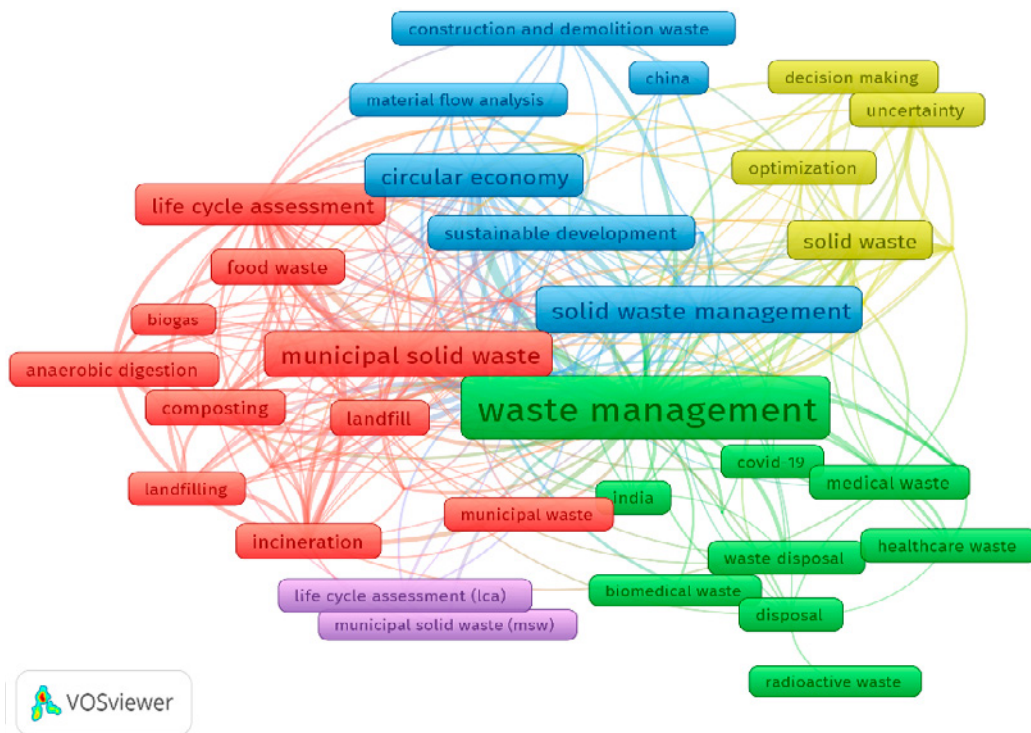 construction and demolition waste
china
decision making
material flow analysis
uncertainty
optimization
circular economy
life cycle assessment
sustainable development
solid waste
food waste
solid waste management
biogas
municipal solid waste
anaerobic digestion
composting
landfill
waste management
covid-19
medical waste
landfilling
india
municipal waste
incineration
healthcare waste
waste disposal
biomedical waste
life cycle assessment (lca)
disposal
municipal solid waste (msw)
radioactive waste
VOSviewer